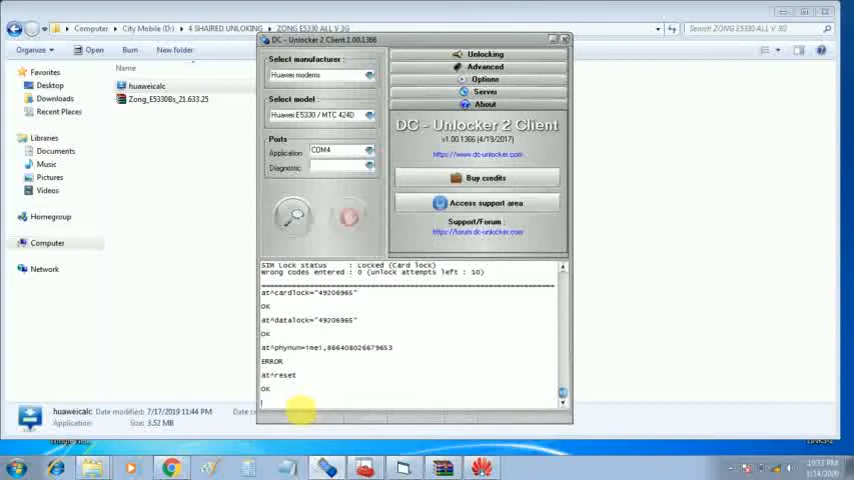 Computer
City Mobile (D:)
4 SHAIRED UNLOKING
ZONG E5330 ALL V 3G
Search ZONG E5330 ALL V 3G
Organize
Open
Burn
New folder
Favorites
Desktop
Downloads
Recent Places
Libraries
Documents
Music
Pictures
Videos
Homegroup
Computer
Network
Name
huaweicalc
Zong_E5330Bs_21.633.25
DC - Unlocker 2 Client 1.00.1366
Select manufacturer :
Huawei modems
Select model :
Huawei E5330 / MTC 424D
Ports
Application
COM4
Diagnostic
Unlocking
Advanced
Options
Server
About
DC - Unlocker 2 Client
v1.00.1366 (4/19/2017)
https://www.dc-unlocker.com
Buy credits
Access support area
Support/Forum :
https://forum.dc-unlocker.com
SIM Lock status : Locked (Card lock)
Wrong codes entered : 0 (unlock attempts left : 10)
at^cardlock="49206965"
OK
at^datalock="49206965"
OK
ERROR
at^reset
OK
huaweicalc
Date modified: 7/17/2019 11:44 PM
Application
Size: 3.52 MB